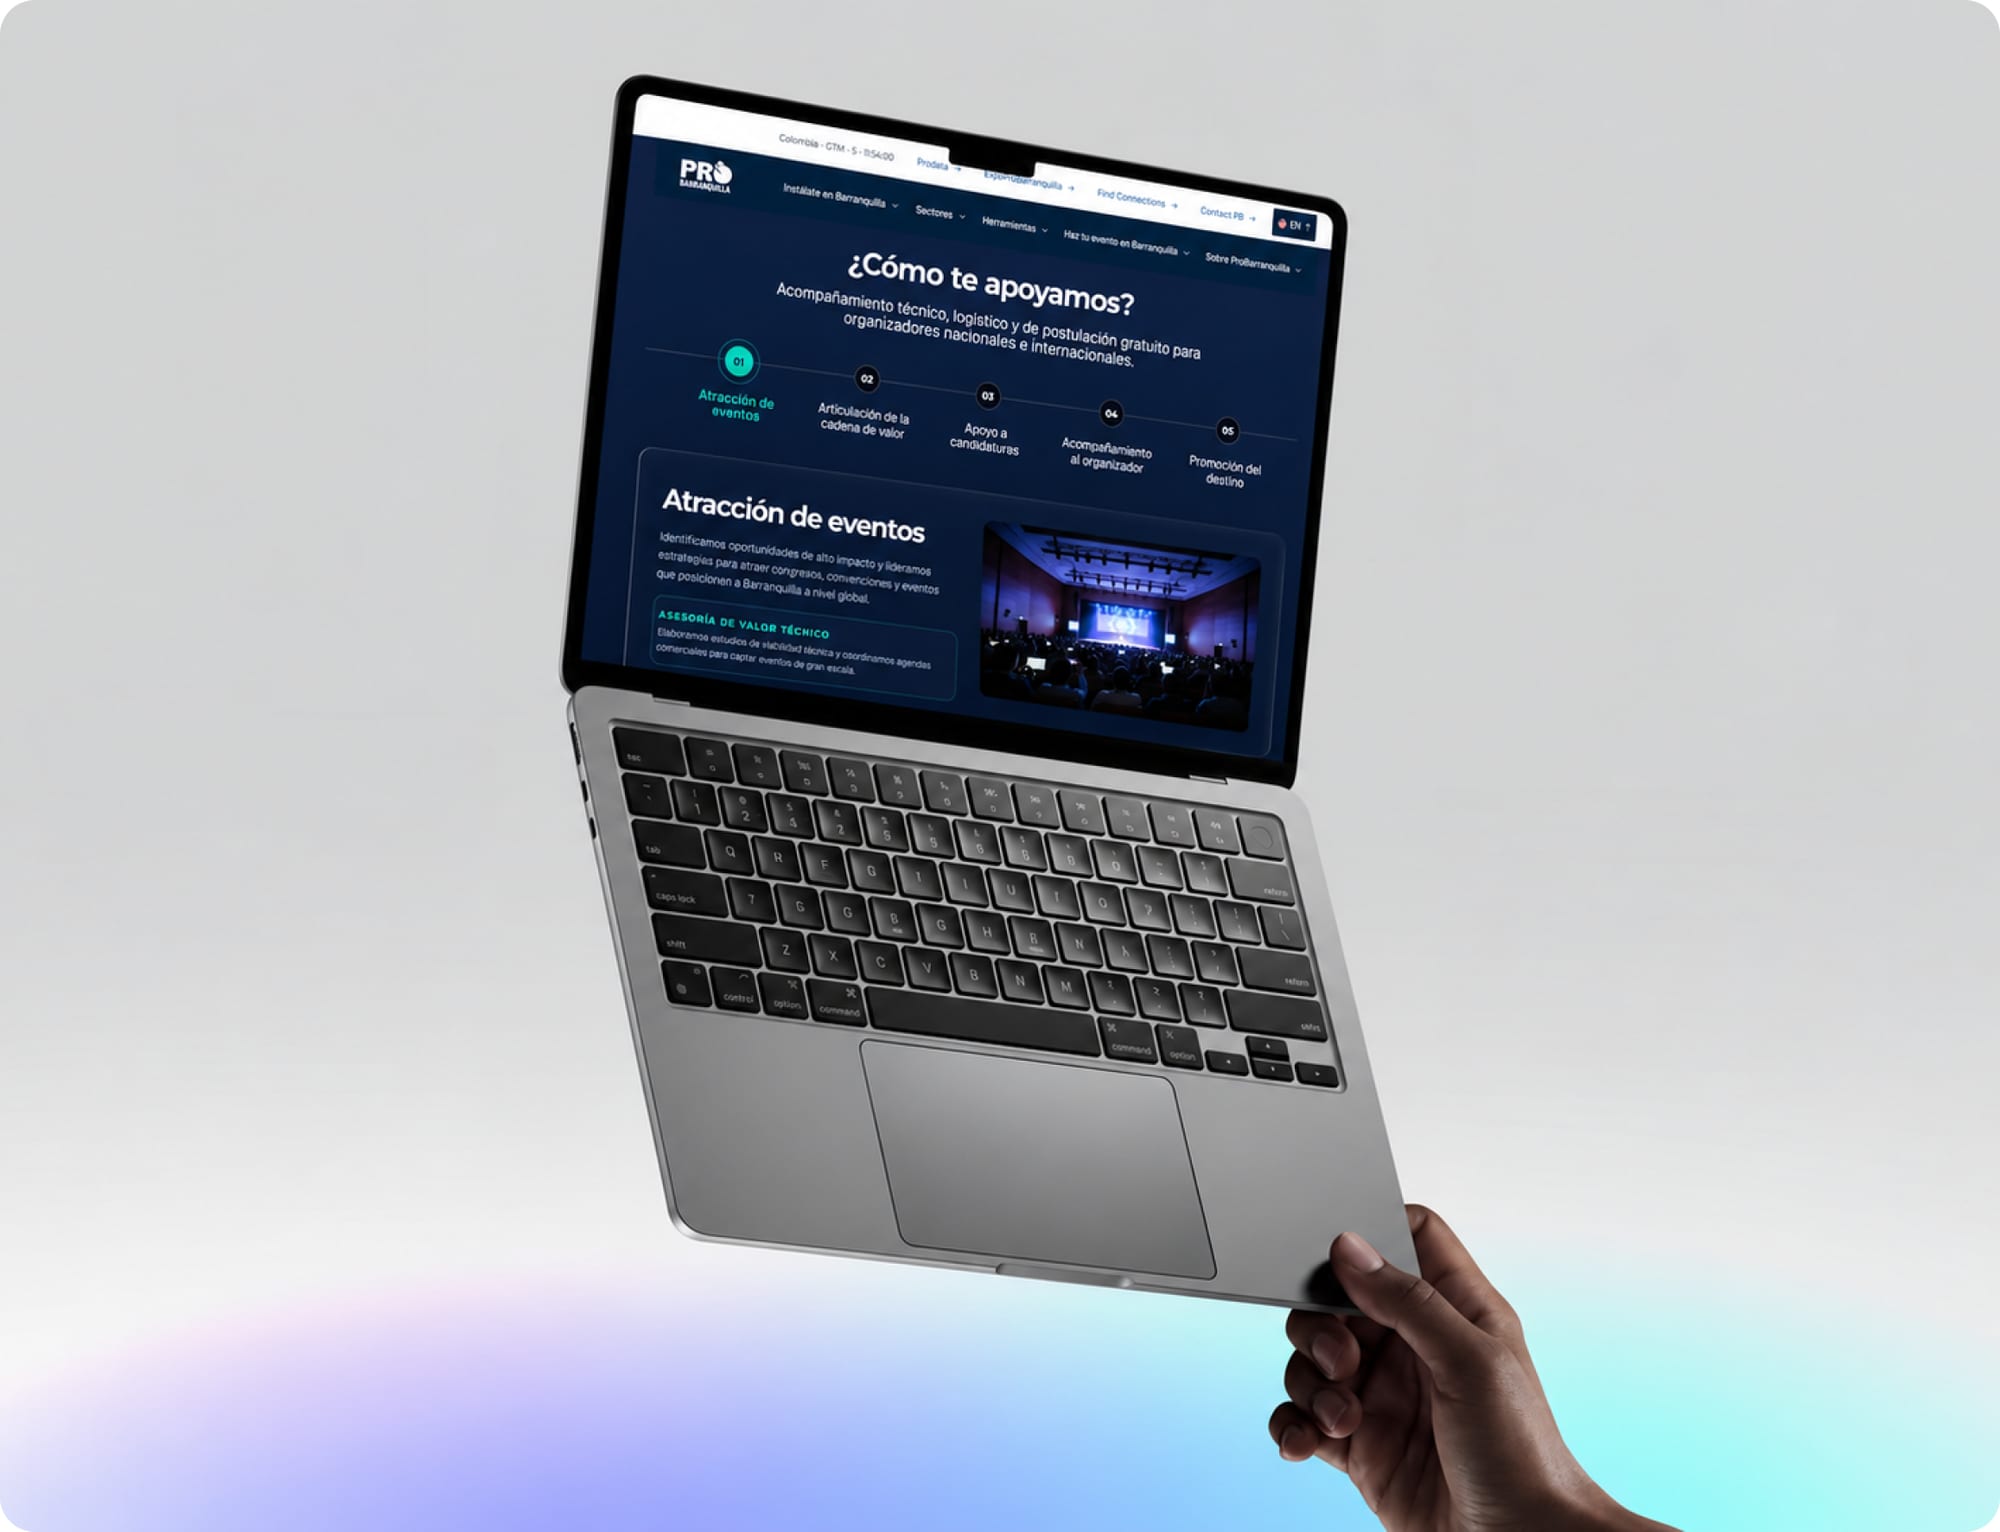 Colombia - GTM - 5 - 11:54:00
Prodata →
ExpoProBarranquilla →
Find Connections →
Contact PB →
EN
PRO
BARRANQUILLA
Instálate en Barranquilla
Sectores
Herramientas
Haz tu evento en Barranquilla
Sobre ProBarranquilla
¿Cómo te apoyamos?
Acompañamiento técnico, logístico y de postulación gratuito para
organizadores nacionales e internacionales.
01
Atracción de
eventos
02
Articulación de la
cadena de valor
03
Apoyo a
candidaturas
04
Acompañamiento
al organizador
05
Promoción del
destino
Atracción de eventos
Identificamos oportunidades de alto impacto y lideramos
estrategias para atraer congresos, convenciones y eventos
que posicionen a Barranquilla a nivel global.
ASESORÍA DE VALOR TÉCNICO
Elaboramos estudios de viabilidad técnica y coordinamos agendas
comerciales para captar eventos de gran escala.
esc
1 2
tab Q R F G I I U O
caps lock 7 G G B G H N
shift Z X C V B N M
control option command command option